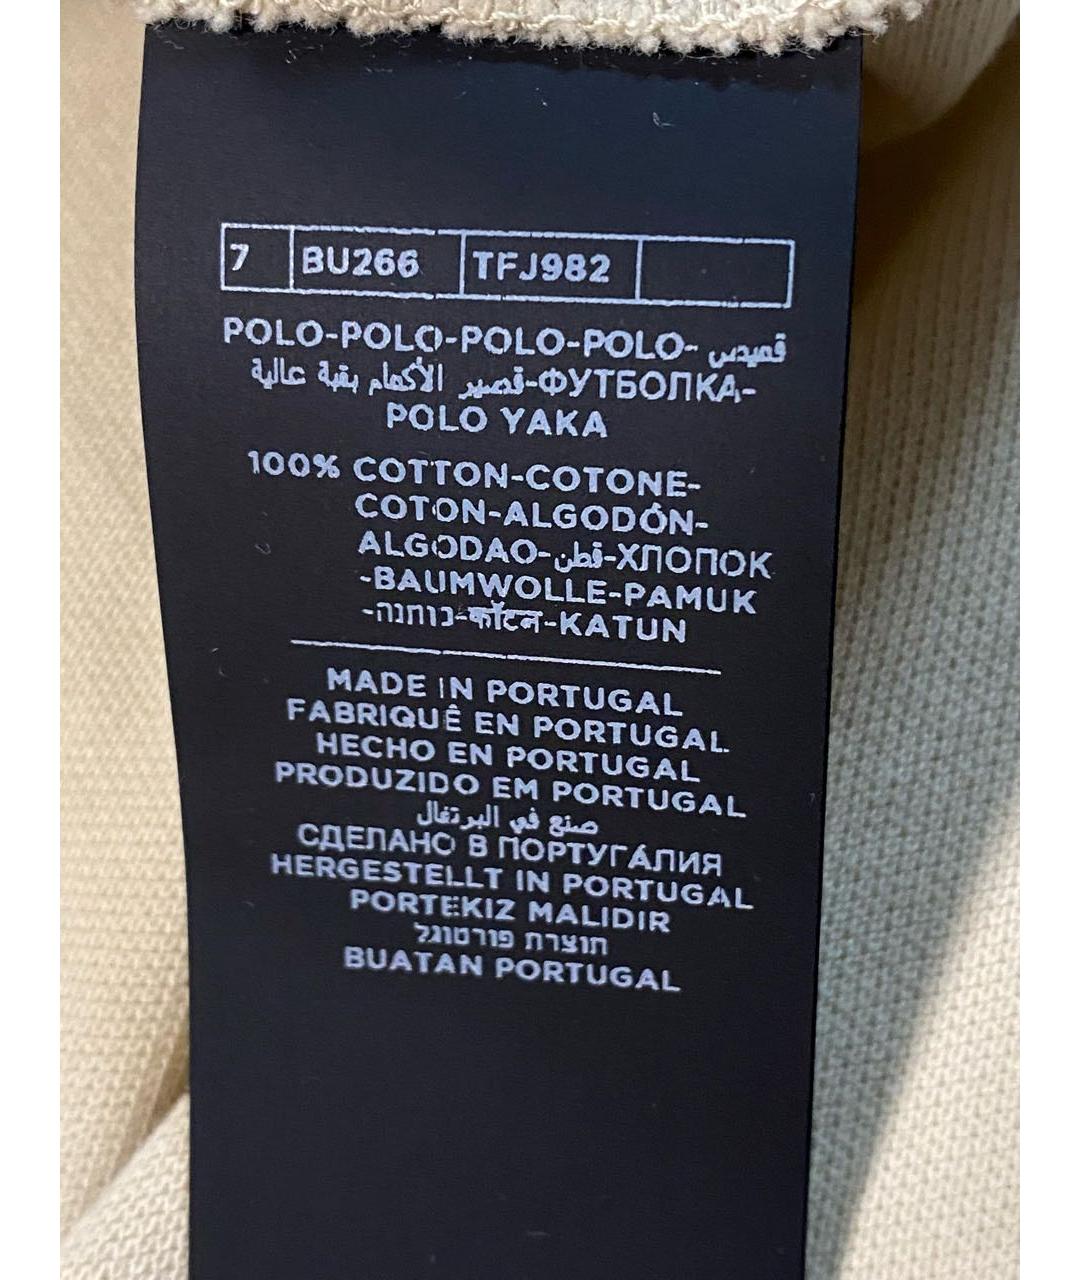 7 BU266 TFJ982
POLO-POLO-POLO-POLO- قميص
قصير الأكمام بقبة عالية-ФУТБОЛКА-
POLO YAKA
100% COTTON-COTONE-
COTON-ALGODÓN-
ALGODAO-قطن-ХЛОПОК
-BAUMWOLLE-PAMUK
-כותנה-कॉटन-KATUN
MADE IN PORTUGAL
FABRIQUÊ EN PORTUGAL
HECHO EN PORTUGAL
PRODUZIDO EM PORTUGAL
صنع في البرتغال
СДЕЛАНО В ПОРТУГАЛИЯ
HERGESTELLT IN PORTUGAL
PORTEKIZ MALIDIR
תוצרת פורטוגל
BUATAN PORTUGAL